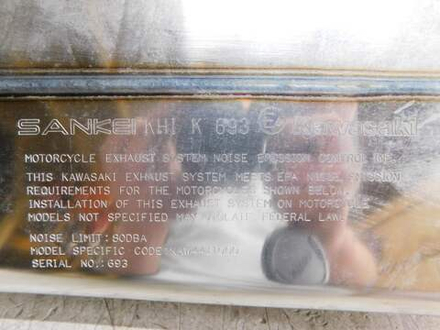 SANKEI KHI K 693 E Kawasaki
MOTORCYCLE EXHAUST SYSTEM NOISE EMISSION CONTROL INF.
THIS KAWASAKI EXHAUST SYSTEM MEETS EPA NOISE EMISSION
REQUIREMENTS FOR THE MOTORCYCLES SHOWN BELOW
INSTALLATION OF THIS EXHAUST SYSTEM ON MOTORCYCLE
MODELS NOT SPECIFIED MAY VIOLATE FEDERAL LAW
NOISE LIMIT:80DBA
MODEL SPECIFIC CODE:
SERIAL NO.:693